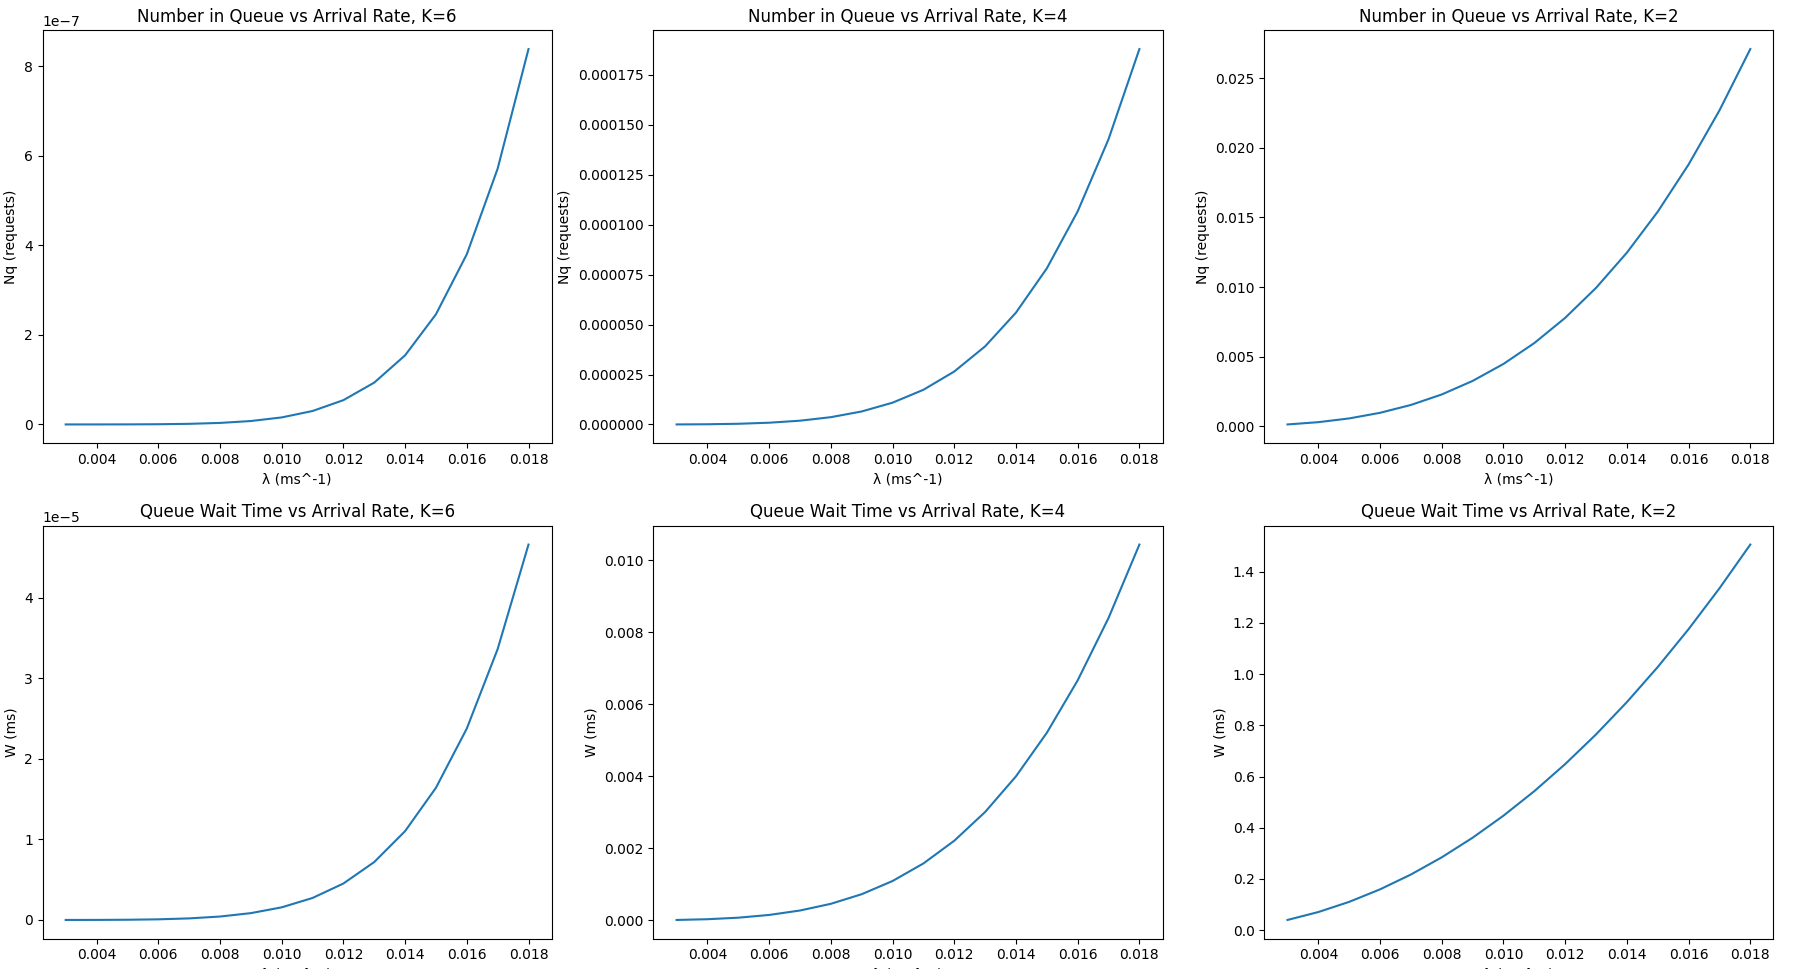 Number in Queue vs Arrival Rate, K=6
1e−7
8
6
4
2
0
Nq (requests)
0.004 0.006 0.008 0.010 0.012 0.014 0.016 0.018
λ (ms^-1)
Number in Queue vs Arrival Rate, K=4
0.000175
0.000150
0.000125
0.000100
0.000075
0.000050
0.000025
0.000000
Nq (requests)
0.004 0.006 0.008 0.010 0.012 0.014 0.016 0.018
λ (ms^-1)
Number in Queue vs Arrival Rate, K=2
0.025
0.020
0.015
0.010
0.005
0.000
Nq (requests)
0.004 0.006 0.008 0.010 0.012 0.014 0.016 0.018
λ (ms^-1)
Queue Wait Time vs Arrival Rate, K=6
1e−5
4
3
2
1
0
W (ms)
0.004 0.006 0.008 0.010 0.012 0.014 0.016 0.018
Queue Wait Time vs Arrival Rate, K=4
0.010
0.008
0.006
0.004
0.002
0.000
W (ms)
0.004 0.006 0.008 0.010 0.012 0.014 0.016 0.018
Queue Wait Time vs Arrival Rate, K=2
1.4
1.2
1.0
0.8
0.6
0.4
0.2
0.0
W (ms)
0.004 0.006 0.008 0.010 0.012 0.014 0.016 0.018